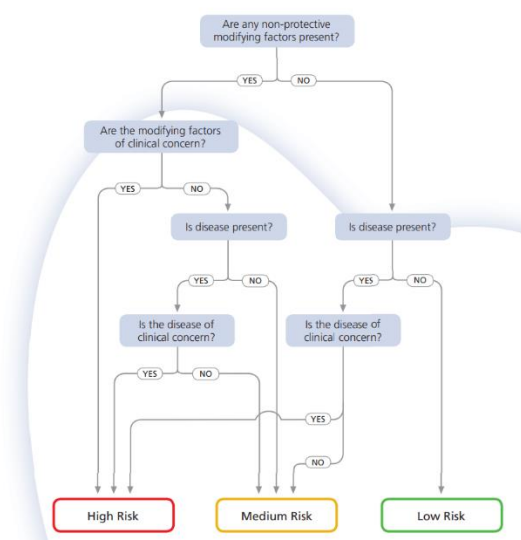 Are any non-protective
modifying factors present?
YES
NO
Are the modifying factors
of clinical concern?
YES
NO
Is disease present?
Is disease present?
YES
NO
YES
NO
Is the disease of
clinical concern?
Is the disease of
clinical concern?
YES
NO
YES
NO
High Risk
Medium Risk
Low Risk